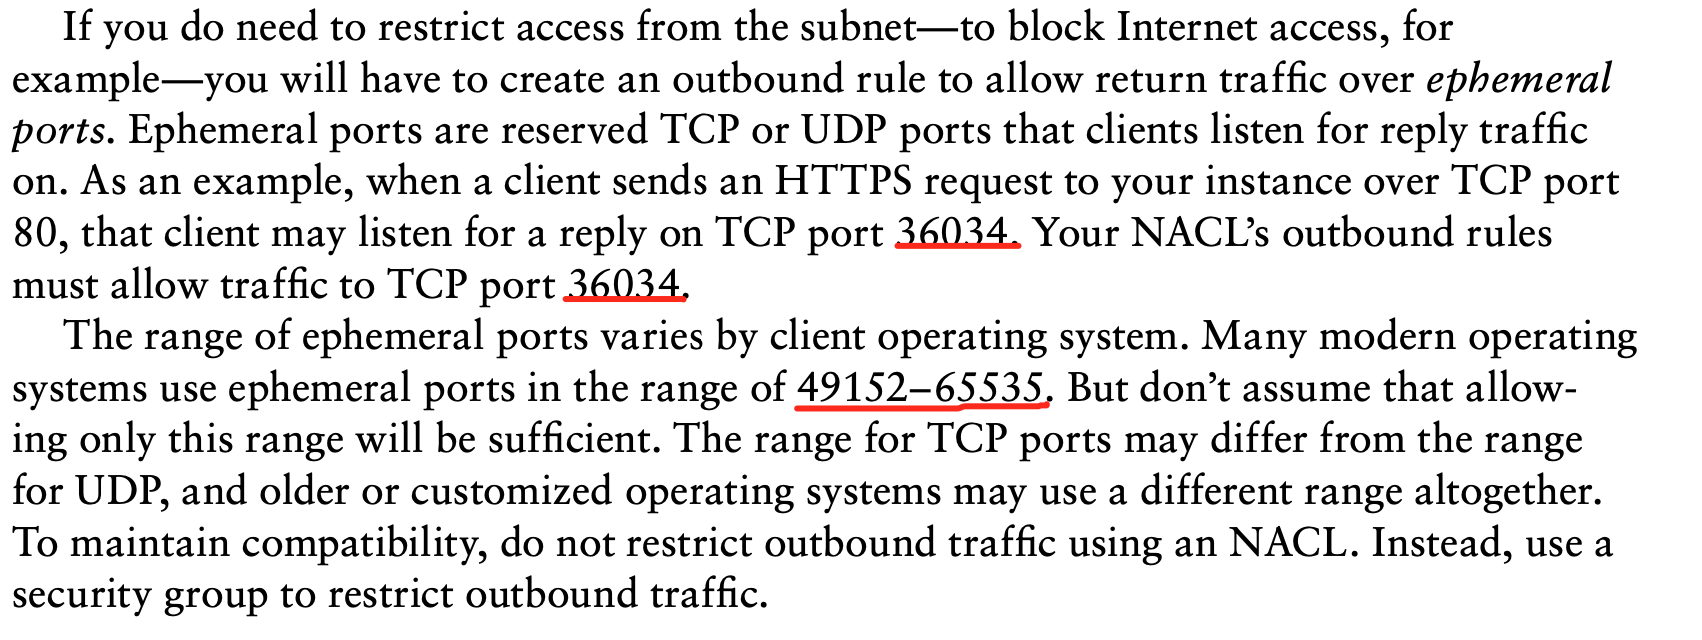 If you do need to restrict access from the subnet—to block Internet access, for
example—you will have to create an outbound rule to allow return traffic over ephemeral
ports. Ephemeral ports are reserved TCP or UDP ports that clients listen for reply traffic
on. As an example, when a client sends an HTTPS request to your instance over TCP port
80, that client may listen for a reply on TCP port 36034. Your NACL’s outbound rules
must allow traffic to TCP port 36034.
The range of ephemeral ports varies by client operating system. Many modern operating
systems use ephemeral ports in the range of 49152–65535. But don’t assume that allow-
ing only this range will be sufficient. The range for TCP ports may differ from the range
for UDP, and older or customized operating systems may use a different range altogether.
To maintain compatibility, do not restrict outbound traffic using an NACL. Instead, use a
security group to restrict outbound traffic.